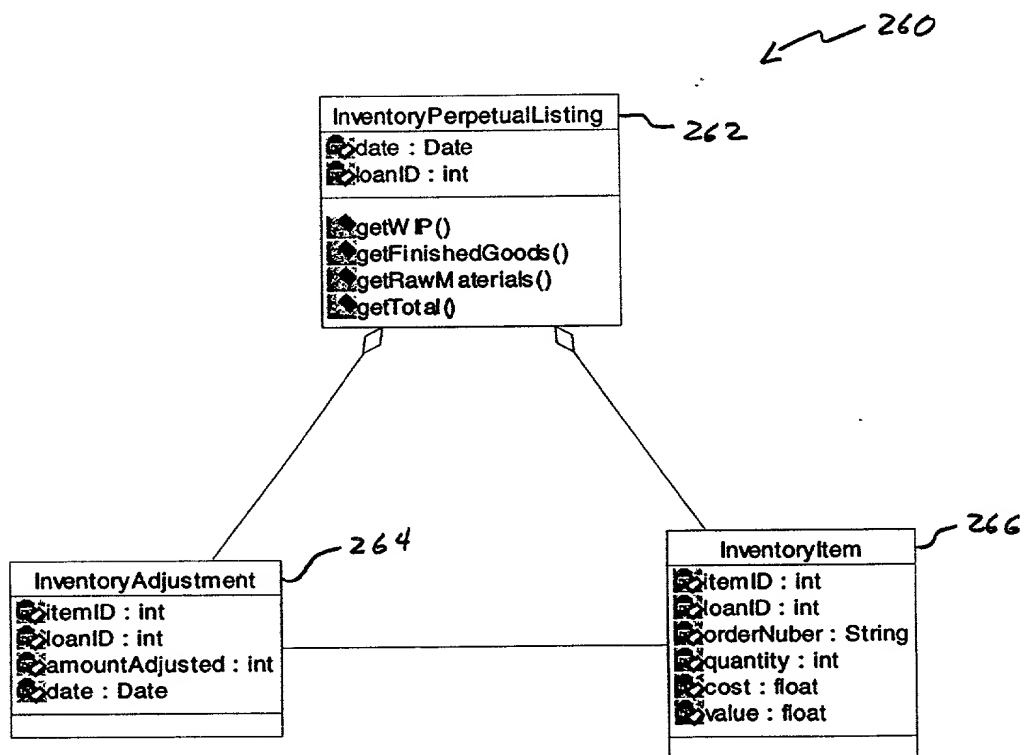 260
InventoryPerpetualListing
262
date : Date
loanID : int
getWIP()
getFinishedGoods()
getRawMaterials()
getTotal()
264
266
InventoryAdjustment
itemID : int
loanID : int
amountAdjusted : int
date : Date
InventoryItem
itemID : int
loanID : int
orderNuber : String
quantity : int
cost : float
value : float